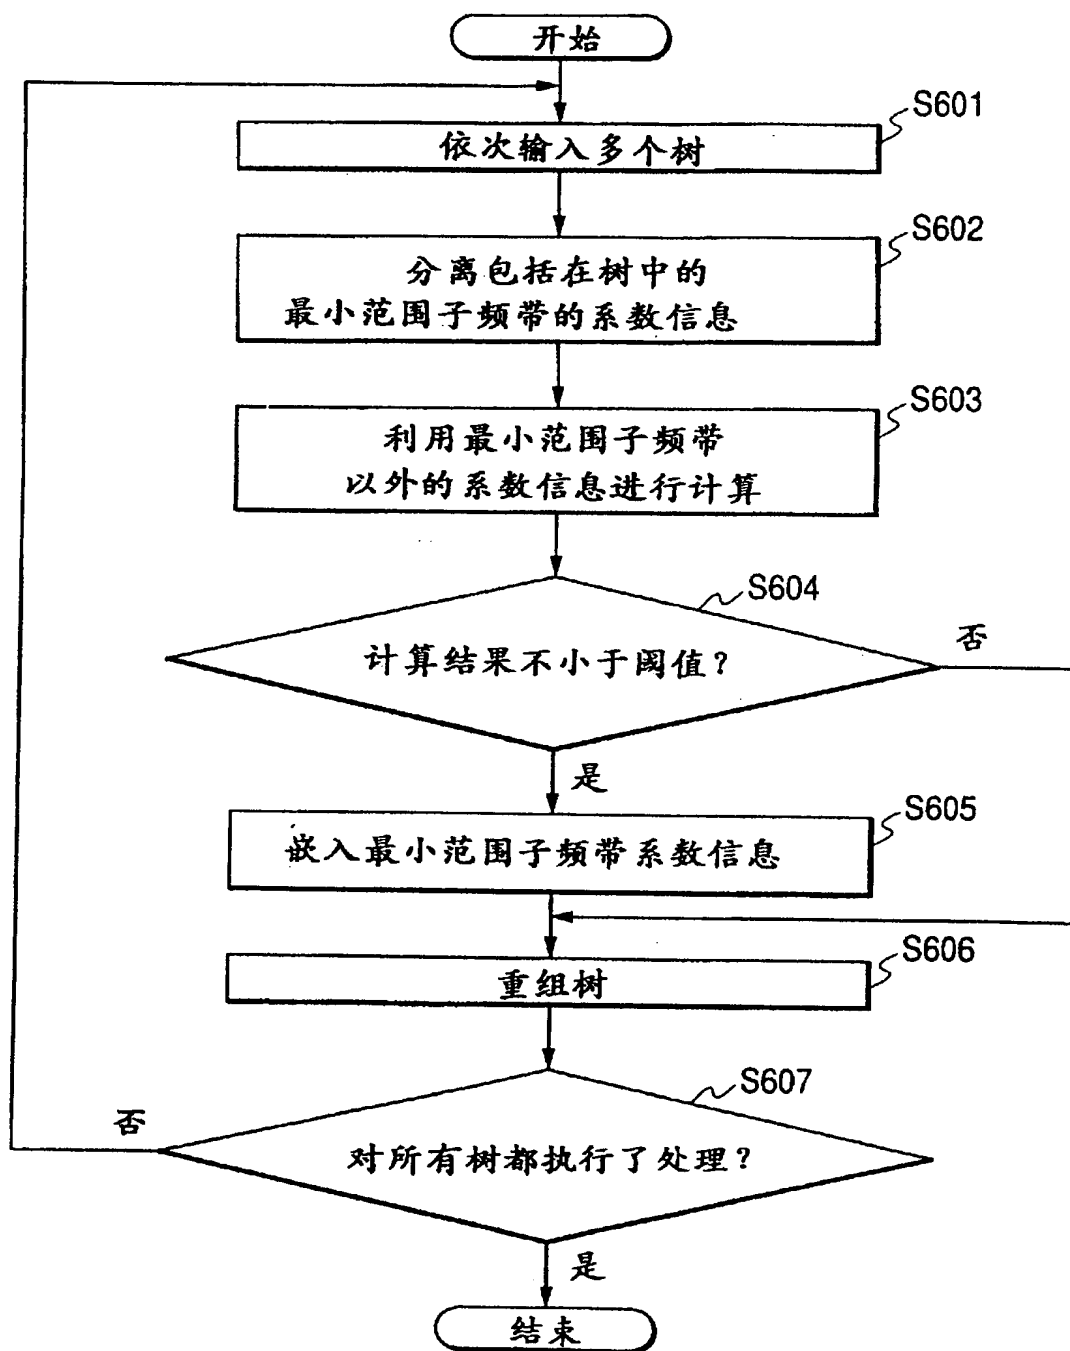 开始
S601
依次输入多个树
S602
分离包括在树中的
最小范围子频带的系数信息
S603
利用最小范围子频带
以外的系数信息进行计算
S604
计算结果不小于阈值？
否
是
S605
嵌入最小范围子频带系数信息
S606
重组树
S607
对所有树都执行了处理？
否
是
结束